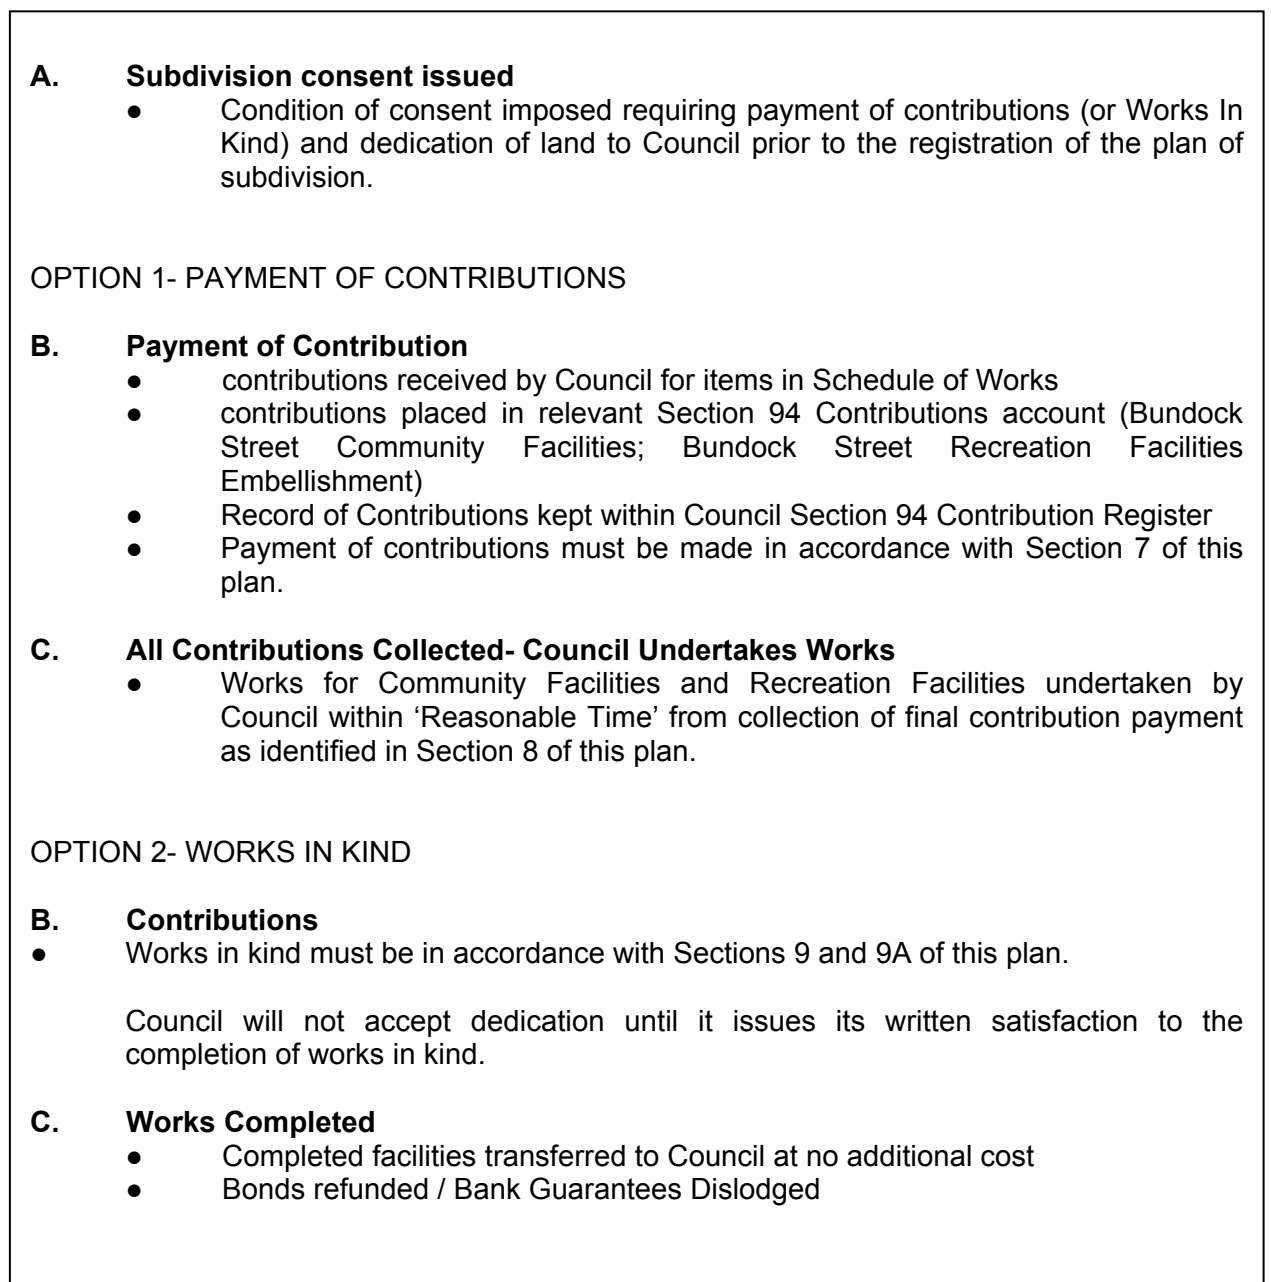 A. Subdivision consent issued
● Condition of consent imposed requiring payment of contributions (or Works In
Kind) and dedication of land to Council prior to the registration of the plan of
subdivision.
OPTION 1- PAYMENT OF CONTRIBUTIONS
B. Payment of Contribution
● contributions received by Council for items in Schedule of Works
● contributions placed in relevant Section 94 Contributions account (Bundock
Street Community Facilities; Bundock Street Recreation Facilities
Embellishment)
● Record of Contributions kept within Council Section 94 Contribution Register
● Payment of contributions must be made in accordance with Section 7 of this
plan.
C. All Contributions Collected- Council Undertakes Works
● Works for Community Facilities and Recreation Facilities undertaken by
Council within ‘Reasonable Time’ from collection of final contribution payment
as identified in Section 8 of this plan.
OPTION 2- WORKS IN KIND
B. Contributions
● Works in kind must be in accordance with Sections 9 and 9A of this plan.
Council will not accept dedication until it issues its written satisfaction to the
completion of works in kind.
C. Works Completed
● Completed facilities transferred to Council at no additional cost
● Bonds refunded / Bank Guarantees Dislodged